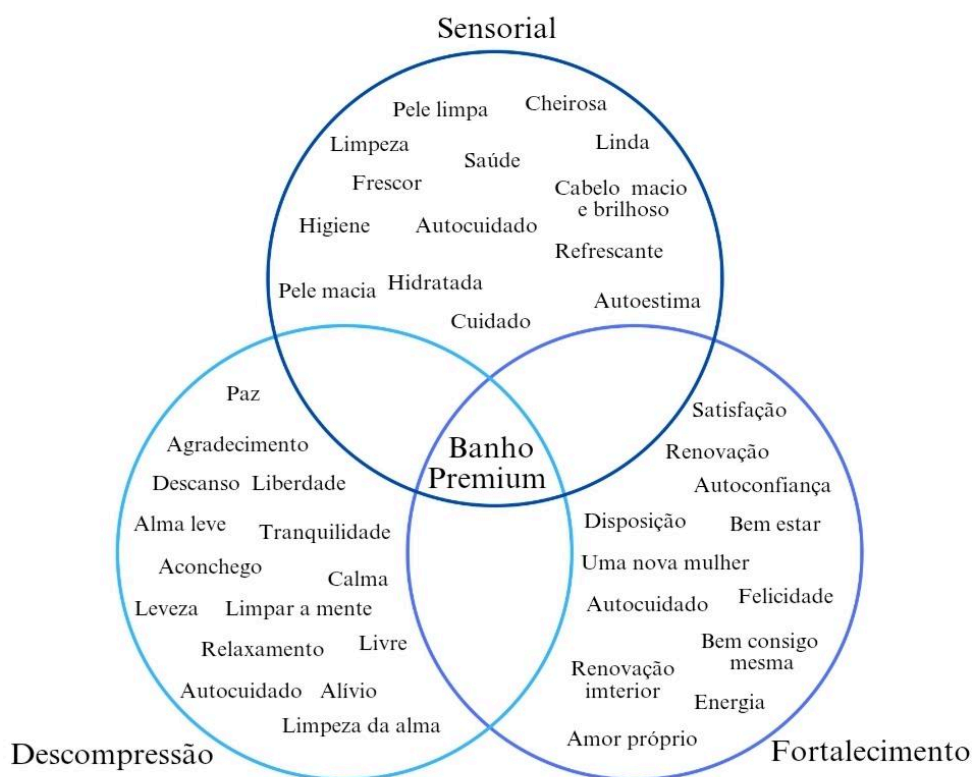 Sensorial
Pele limpa
Cheirosa
Limpeza
Linda
Saúde
Frescor
Cabelo macio
e brilhoso
Higiene
Autocuidado
Refrescante
Pele macia
Hidratada
Autoestima
Cuidado
Paz
Agradecimento
Descanso
Liberdade
Alma leve
Tranquilidade
Aconchego
Calma
Leveza
Limpar a mente
Relaxamento
Livre
Autocuidado
Alívio
Limpeza da alma
Descompressão
Banho
Premium
Satisfação
Renovação
Autoconfiança
Disposição
Bem estar
Uma nova mulher
Autocuidado
Felicidade
Bem consigo
mesma
Renovação
imterior
Energia
Amor próprio
Fortalecimento